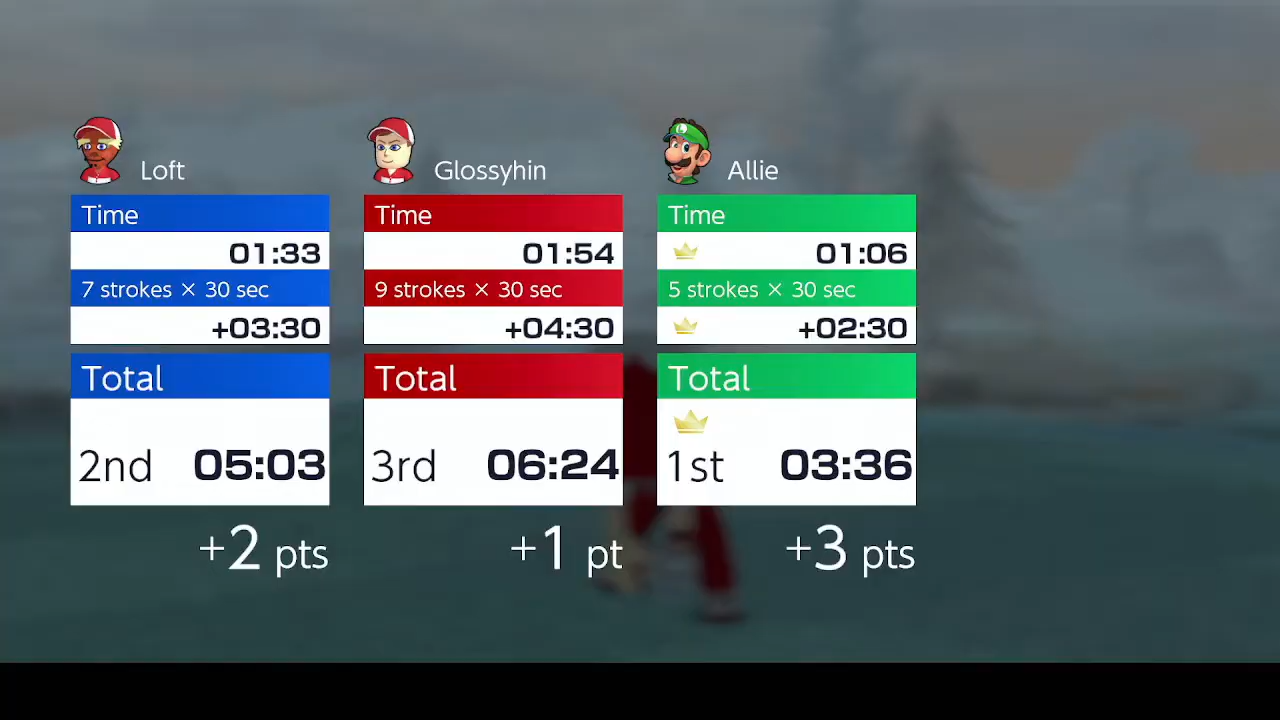 Loft
Time
01:33
7 strokes × 30 sec
+03:30
Total
2nd 05:03
+2 pts
Glossyhin
Time
01:54
9 strokes × 30 sec
+04:30
Total
3rd 06:24
+1 pt
L
Allie
Time
01:06
5 strokes × 30 sec
+02:30
Total
1st 03:36
+3 pts